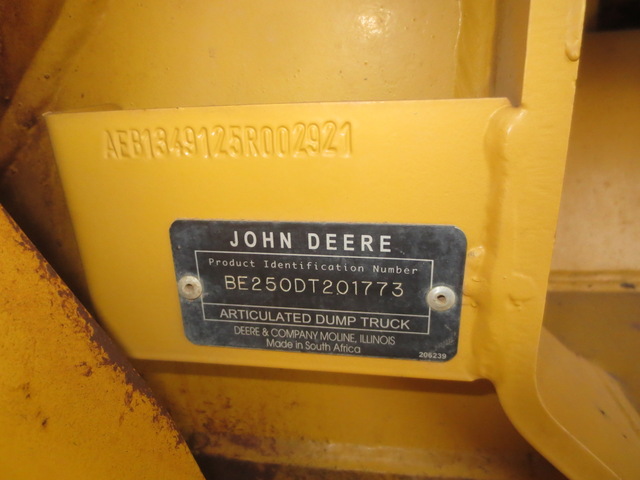 AEB1349125R002921
JOHN DEERE
Product Identification Number
BE250DT201773
ARTICULATED DUMP TRUCK
DEERE & COMPANY MOLINE, ILLINOIS
Made in South Africa
206239